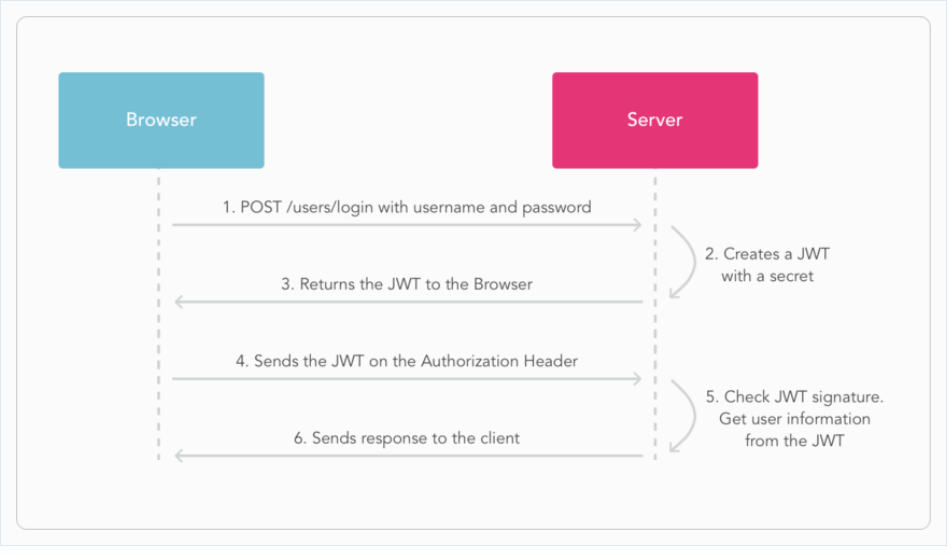 Browser
Server
1. POST /users/login with username and password
2. Creates a JWT
with a secret
3. Returns the JWT to the Browser
4. Sends the JWT on the Authorization Header
5. Check JWT signature.
Get user information
from the JWT
6. Sends response to the client